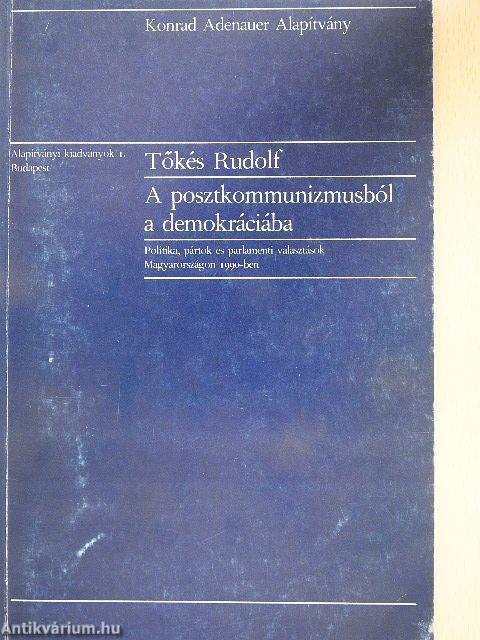 Konrad Adenauer Alapítvány
Alapítványi kiadványok 1.
Budapest
Tőkés Rudolf
A posztkommunizmusból
a demokráciába
Politika, pártok és parlamenti választások
Magyarországon 1990-ben
Antikvárium.hu